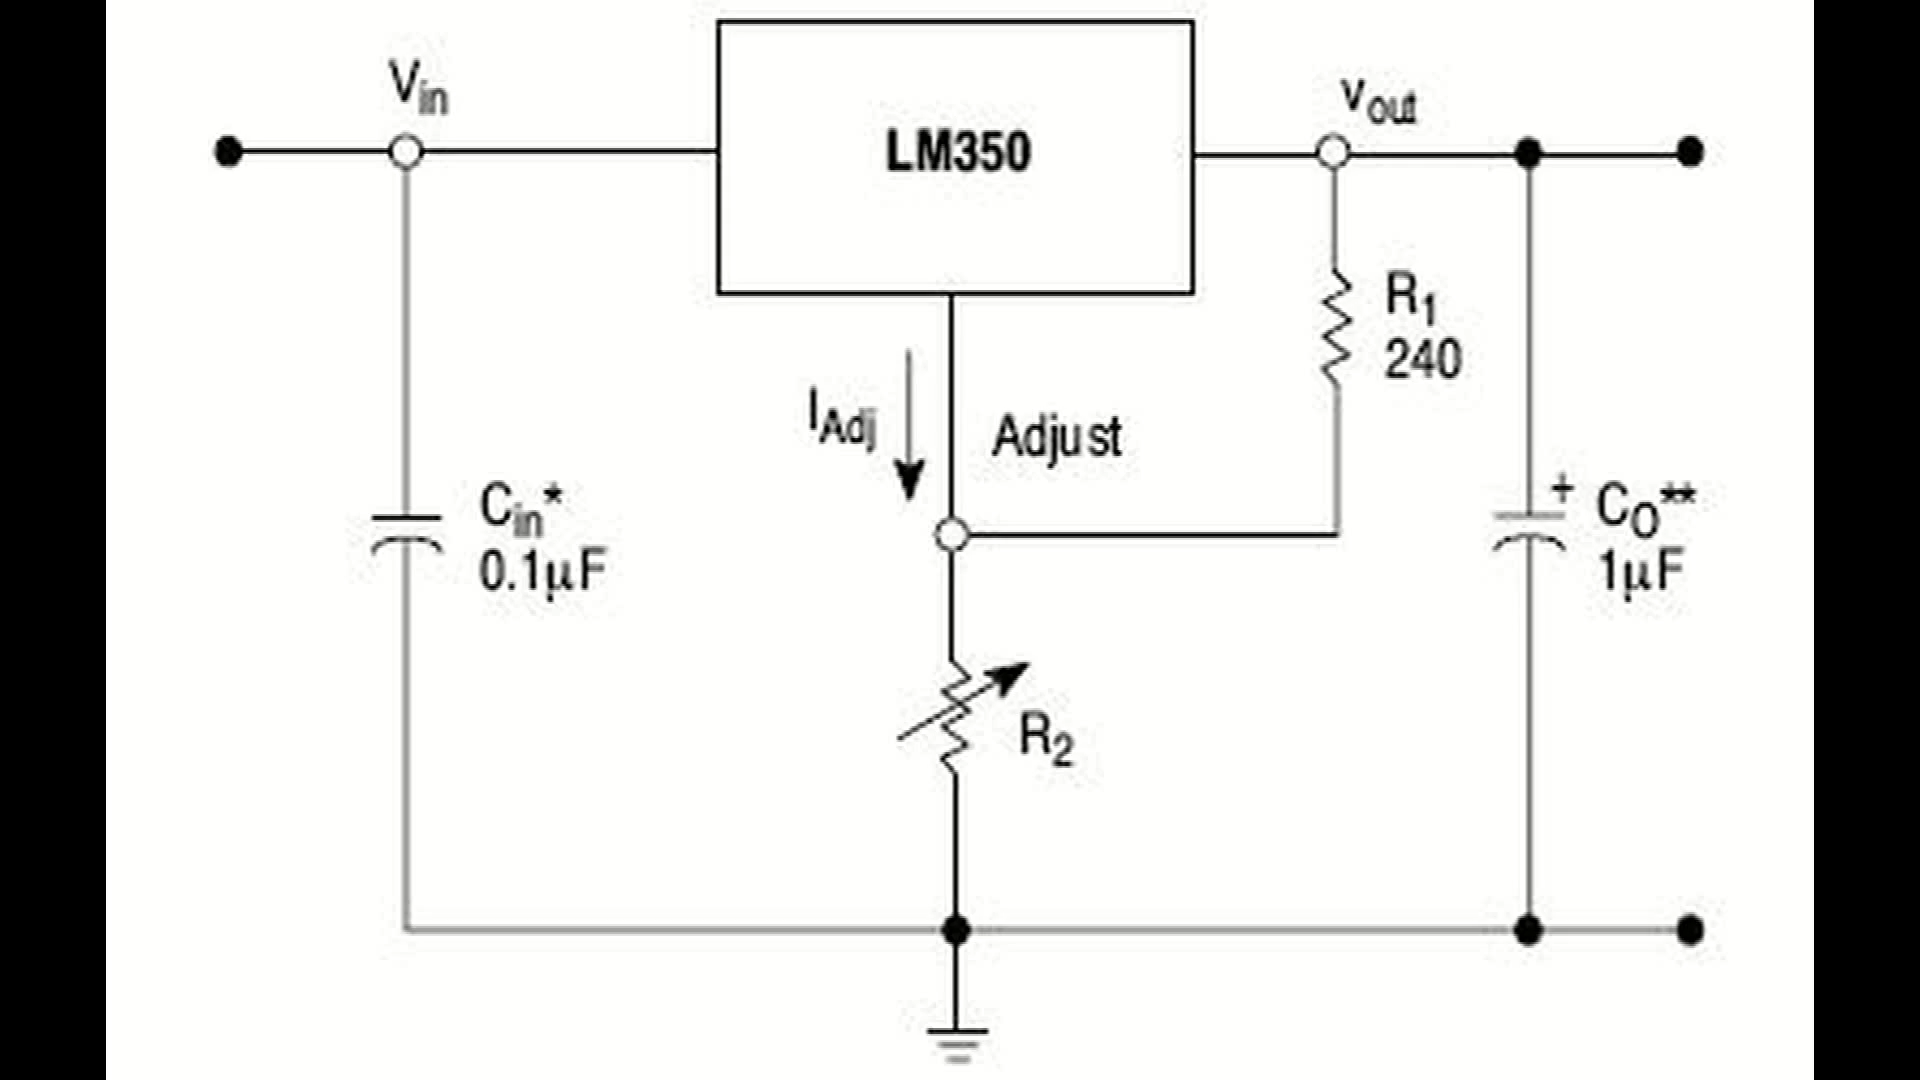 Vin
LM350
vout
R1
240
IAdj
Adjust
Cin*
0.1µF
+
CO**
1µF
R2